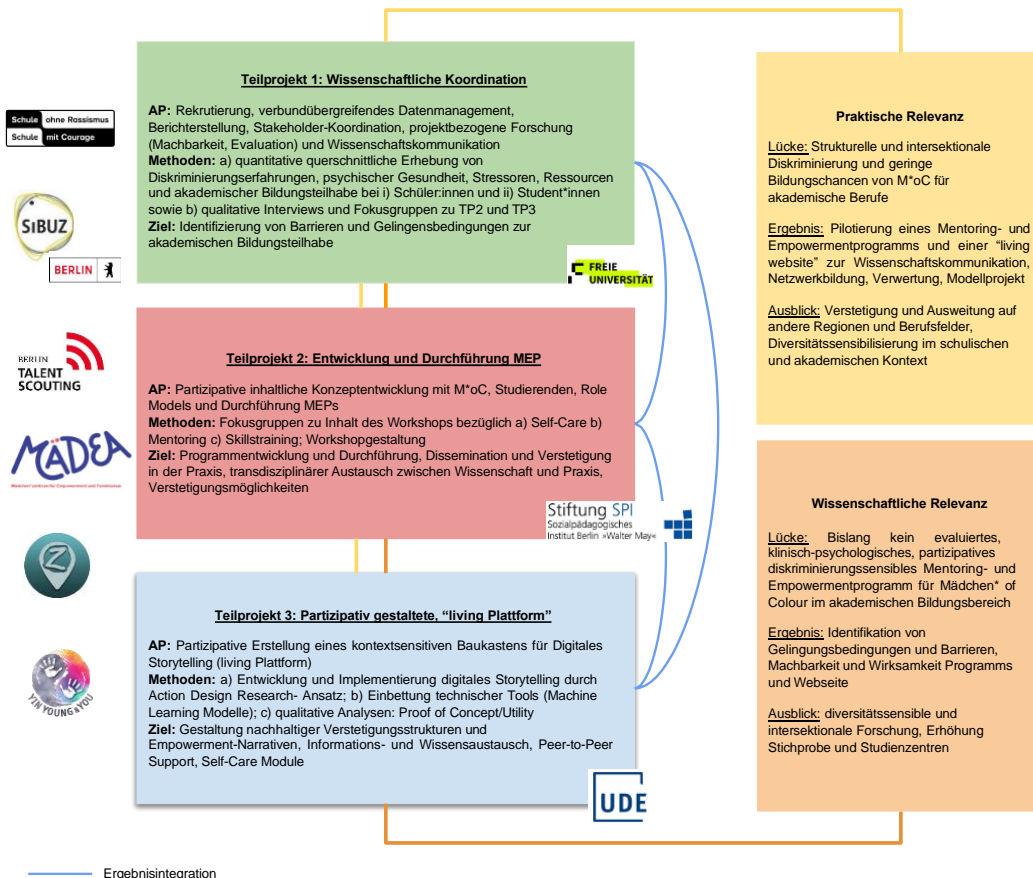 Schule ohne Rassismus
Schule mit Courage
SiBUZ
BERLIN
BERLIN
TALENT
SCOUTING
MÄDEA
Mädchen*zentrum für Empowerment und Feminismus
Z
YIN YOUNG & YOU
Teilprojekt 1: Wissenschaftliche Koordination
AP: Rekrutierung, verbundübergreifendes Datenmanagement,
Berichterstellung, Stakeholder-Koordination, projektbezogene Forschung
(Machbarkeit, Evaluation) und Wissenschaftskommunikation
Methoden: a) quantitative querschnittliche Erhebung von
Diskriminierungserfahrungen, psychischer Gesundheit, Stressoren, Ressourcen
und akademischer Bildungsteilhabe bei i) Schüler:innen und ii) Student*innen
sowie b) qualitative Interviews und Fokusgruppen zu TP2 und TP3
Ziel: Identifizierung von Barrieren und Gelingensbedingungen zur
akademischen Bildungsteilhabe
FREIE
UNIVERSITÄT
Teilprojekt 2: Entwicklung und Durchführung MEP
AP: Partizipative inhaltliche Konzeptentwicklung mit M*oC, Studierenden, Role
Models und Durchführung MEPs
Methoden: Fokusgruppen zu Inhalt des Workshops bezüglich a) Self-Care b)
Mentoring c) Skillstraining; Workshopgestaltung
Ziel: Programmentwicklung und Durchführung, Dissemination und Verstetigung
in der Praxis, transdisziplinärer Austausch zwischen Wissenschaft und Praxis,
Verstetigungsmöglichkeiten
Stiftung SPI
Sozialpädagogisches
Institut Berlin »Walter May«
Teilprojekt 3: Partizipativ gestaltete, “living Plattform”
AP: Partizipative Erstellung eines kontextsensitiven Baukastens für Digitales
Storytelling (living Plattform)
Methoden: a) Entwicklung und Implementierung digitales Storytelling durch
Action Design Research- Ansatz; b) Einbettung technischer Tools (Machine
Learning Modelle); c) qualitative Analysen: Proof of Concept/Utility
Ziel: Gestaltung nachhaltiger Verstetigungsstrukturen und
Empowerment-Narrativen, Informations- und Wissensaustausch, Peer-to-Peer
Support, Self-Care Module
UDE
Praktische Relevanz
Lücke: Strukturelle und intersektionale
Diskriminierung und geringe
Bildungschancen von M*oC für
akademische Berufe
Ergebnis: Pilotierung eines Mentoring- und
Empowermentprogramms und einer “living
website” zur Wissenschaftskommunikation,
Netzwerkbildung, Verwertung, Modellprojekt
Ausblick: Verstetigung und Ausweitung auf
andere Regionen und Berufsfelder,
Diversitätssensibilisierung im schulischen
und akademischen Kontext
Wissenschaftliche Relevanz
Lücke: Bislang kein evaluiertes,
klinisch-psychologisches, partizipatives
diskriminierungssensibles Mentoring- und
Empowermentprogramm für Mädchen* of
Colour im akademischen Bildungsbereich
Ergebnis: Identifikation von
Gelingungsbedingungen und Barrieren,
Machbarkeit und Wirksamkeit Programms
und Webseite
Ausblick: diversitätssensible und
intersektionale Forschung, Erhöhung
Stichprobe und Studienzentren
Ergebnisintegration